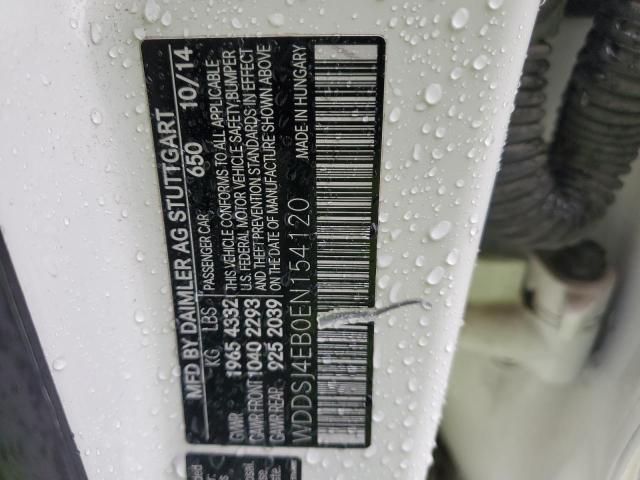 MFD BY DAIMLER AG STUTTGART 650 10/14
KG LBS PASSENGER CAR
GVWR 1965 4332 THIS VEHICLE CONFORMS TO ALL APPLICABLE
GAWR FRONT 1040 2293 U.S. FEDERAL MOTOR VEHICLE SAFETY, BUMPER
AND THEFT PREVENTION STANDARDS IN EFFECT
GAWR REAR 925 2039 ON THE DATE OF MANUFACTURE SHOWN ABOVE
WDDSJ4EB0EN154120 MADE IN HUNGARY